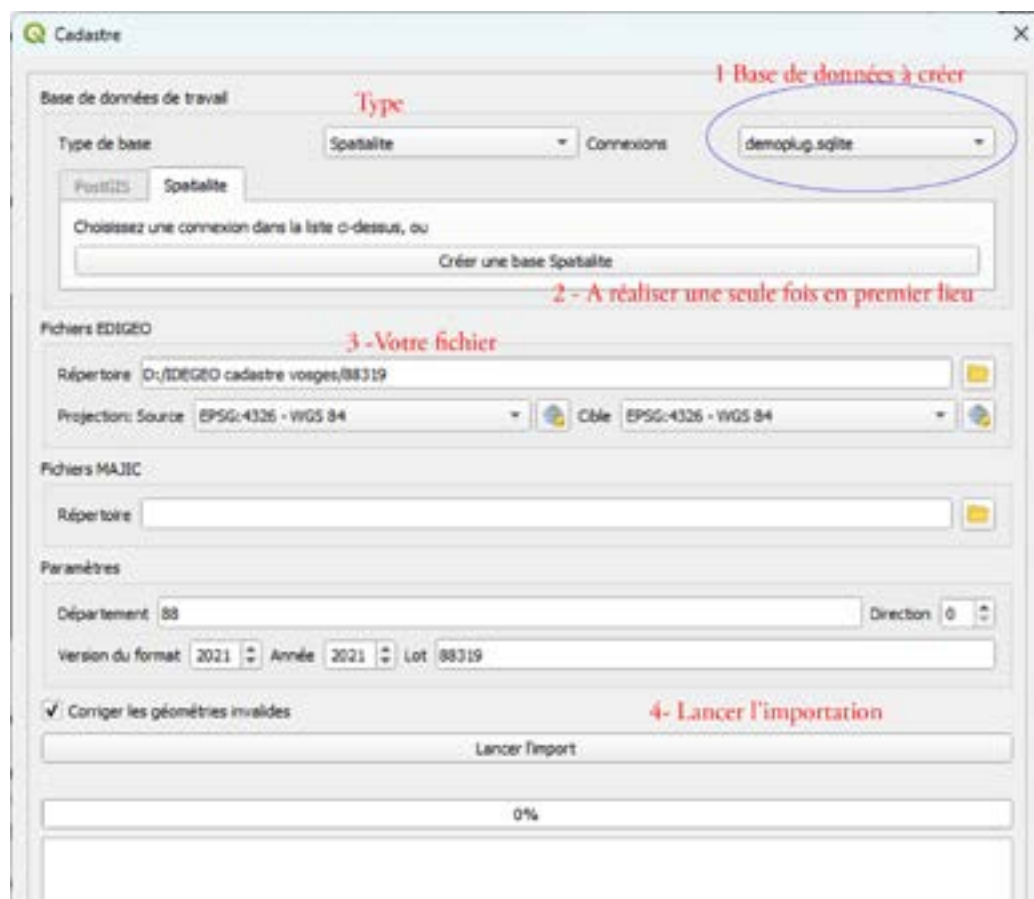 Cadastre
1 Base de données à créer
Base de données de travail
Type
Type de base Spatialite Connexions demoplug.sqlite
PostGIS Spatialite
Choisissez une connexion dans la liste ci-dessus, ou
Créer une base Spatialite
2 - A réaliser une seule fois en premier lieu
Fichiers EDIGEO
3 -Votre fichier
Répertoire D:/IDEGEO cadastre vosges/88319
Projection: Source EPSG:4326 - WGS 84 Cible EPSG:4326 - WGS 84
Fichiers MAJIC
Répertoire
Paramètres
Département 88 Direction 0
Version du format 2021 Année 2021 Lot 88319
Corriger les géométries invalides
4- Lancer l'importation
Lancer l'import
0%